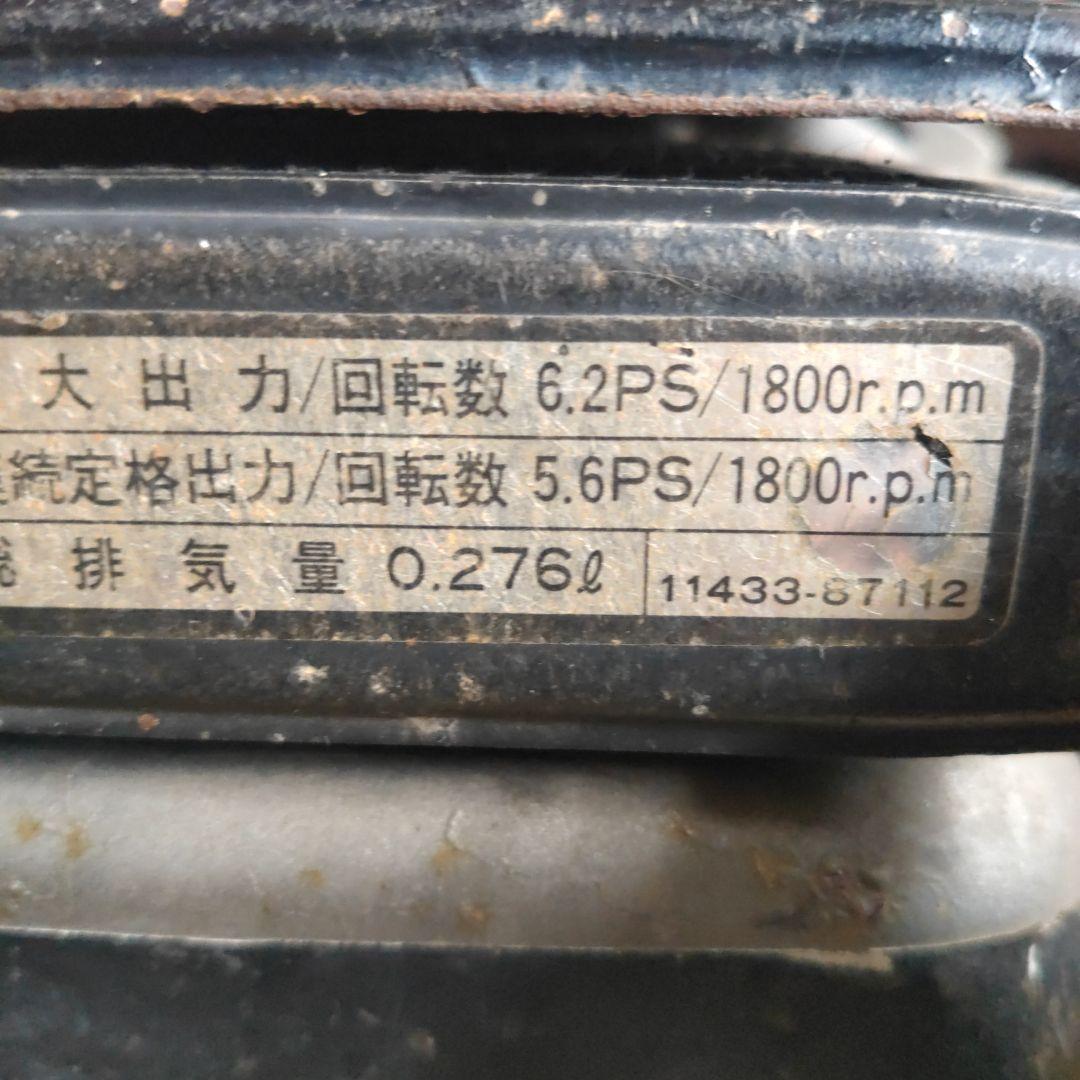 大出力/回転数 6.2PS/1800r.p.m
続定格出力/回転数 5.6PS/1800r.p.m
排気量 0.276ℓ 11433-87112